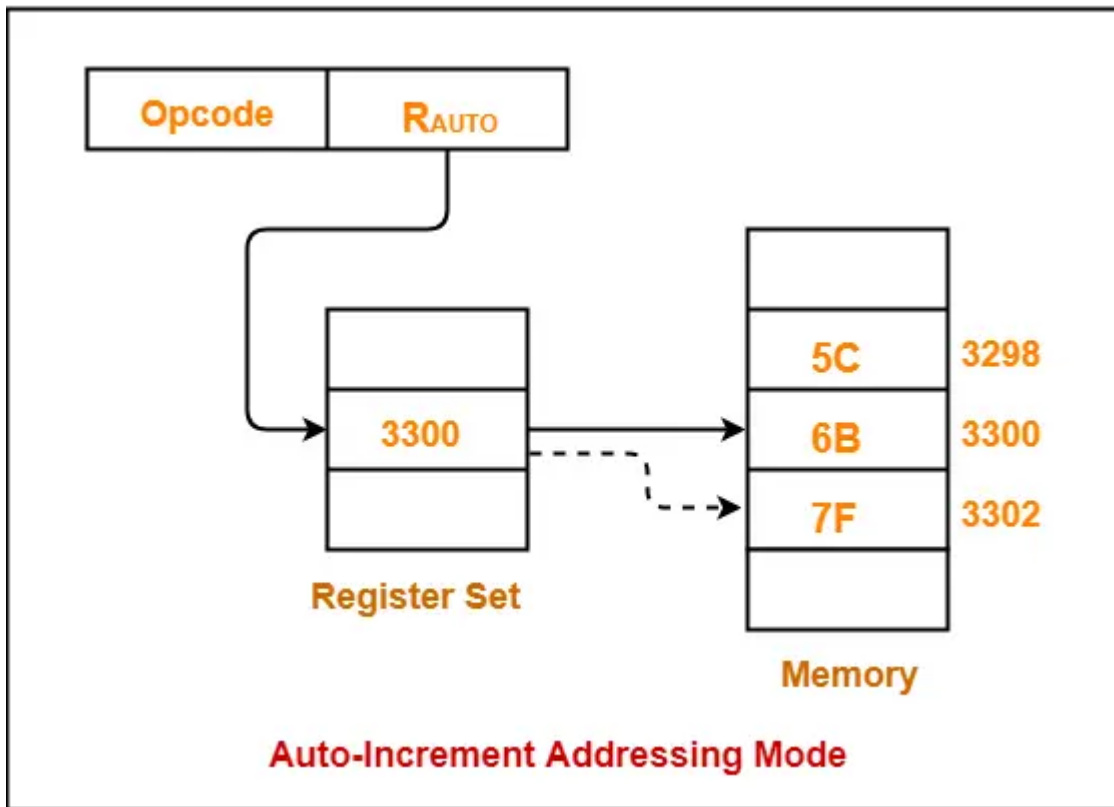 Opcode RAUTO
5C 3298
3300 6B 3300
7F 3302
Register Set
Memory
Auto-Increment Addressing Mode